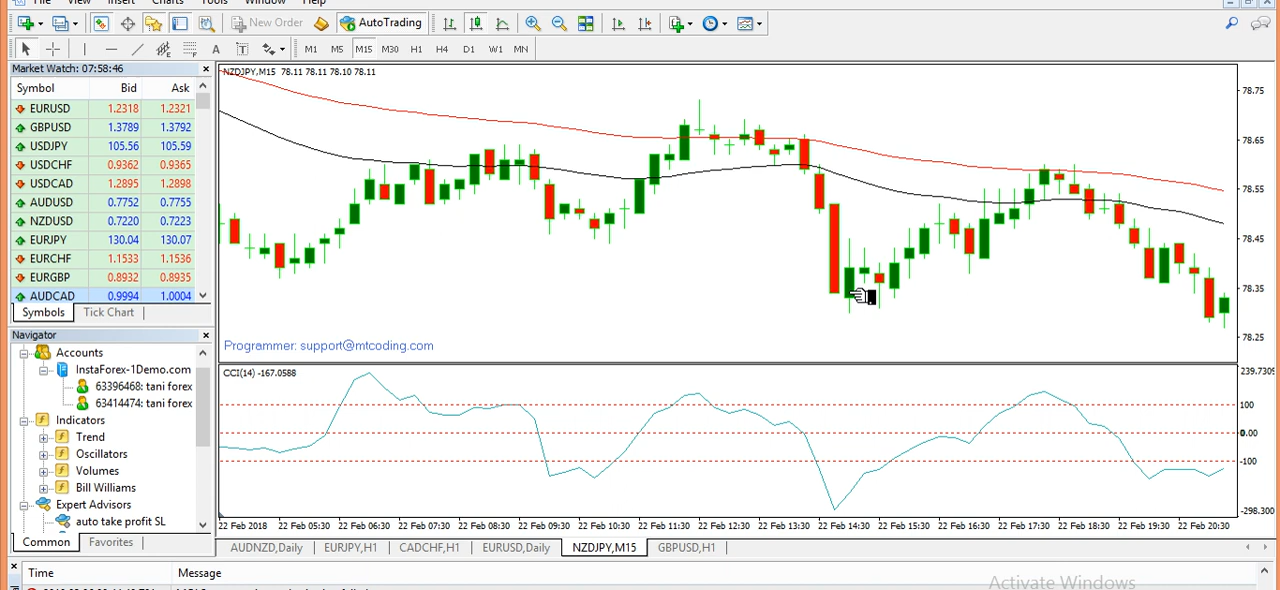 File View Insert Charts Tools Window Help
New Order AutoTrading
A T M1 M5 M15 M30 H1 H4 D1 W1 MN
Market Watch: 07:58:46
Symbol Bid Ask
EURUSD 1.2318 1.2321
GBPUSD 1.3789 1.3792
USDJPY 105.56 105.59
USDCHF 0.9362 0.9365
USDCAD 1.2895 1.2898
AUDUSD 0.7752 0.7755
NZDUSD 0.7220 0.7223
EURJPY 130.04 130.07
EURCHF 1.1533 1.1536
EURGBP 0.8932 0.8935
AUDCAD 0.9994 1.0004
Symbols Tick Chart
Navigator
Accounts
InstaForex-1Demo.com
63396468: tani forex
63414474: tani forex
Indicators
Trend
Oscillators
Volumes
Bill Williams
Expert Advisors
auto take profit SL
Common Favorites
NZDJPY,M15 78.11 78.11 78.10 78.11
78.75
78.65
78.55
78.45
78.35
78.25
Programmer: support@mtcoding.com
CCI(14) -167.0588
239.7309
100
0.00
-100
-298.300
22 Feb 2018 22 Feb 05:30 22 Feb 06:30 22 Feb 07:30 22 Feb 08:30 22 Feb 09:30 22 Feb 10:30 22 Feb 11:30 22 Feb 12:30 22 Feb 13:30 22 Feb 14:30 22 Feb 15:30 22 Feb 16:30 22 Feb 17:30 22 Feb 18:30 22 Feb 19:30 22 Feb 20:30
AUDNZD,Daily EURJPY,H1 CADCHF,H1 EURUSD,Daily NZDJPY,M15 GBPUSD,H1
Time Message
Activate Windows